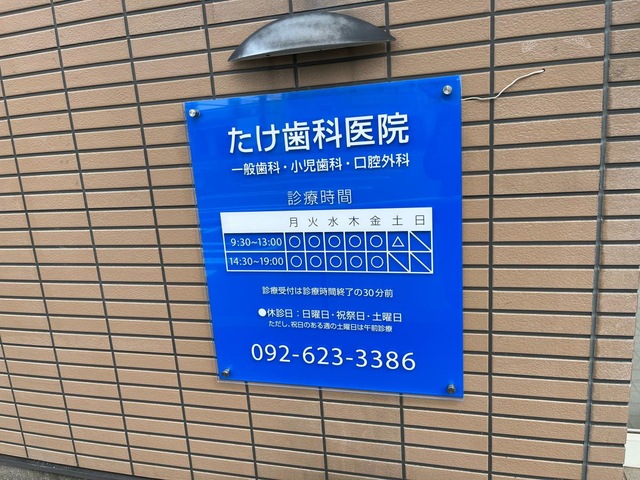 たけ歯科医院
一般歯科・小児歯科・口腔外科
診療時間
月 火 水 木 金 土 日
9:30~13:00 ○ ○ ○ ○ ○ △ ＼
14:30~19:00 ○ ○ ○ ○ ○ ＼ ＼
診療受付は診療時間終了の30分前
●休診日：日曜日・祝祭日・土曜日
ただし、祝日のある週の土曜日は午前診療
092-623-3386